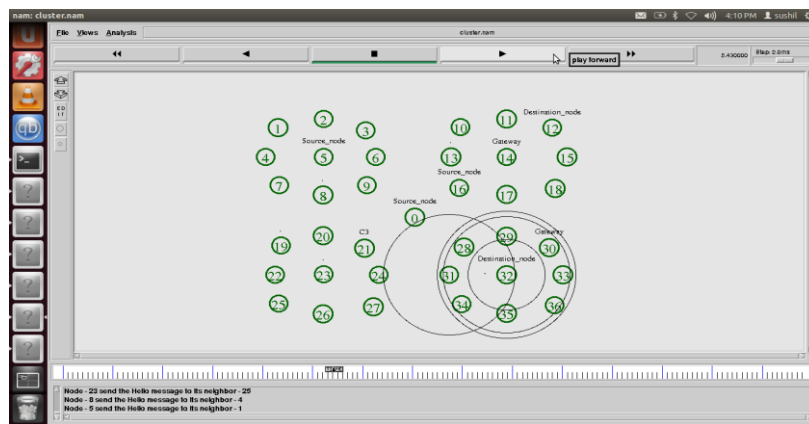 nam: cluster.nam
4:10 PM sushil
File Views Analysis
cluster.nam
play forward
Step: 2.0ms
ED
IT
1 2 3 10 11 Destination_node 12
4 Source_node 5 6 13 Gateway 14 15
7 8 9 Source_node 16 17 18
Source_node 0
19 20 C3 21 28 29 Gateway 30
22 23 24 31 Destination_node 32 33
25 26 27 34 35 36
Node - 23 send the Hello message to its neighbor - 25
Node - 8 send the Hello message to its neighbor - 4
Node - 5 send the Hello message to its neighbor - 1